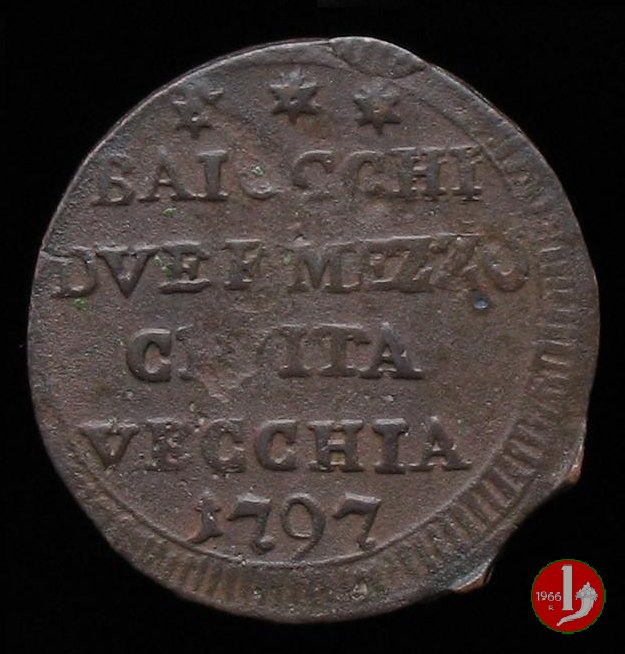 BAIOCCHI
DVE E MEZZO
CIVITA
VECCHIA
1797
1966
R